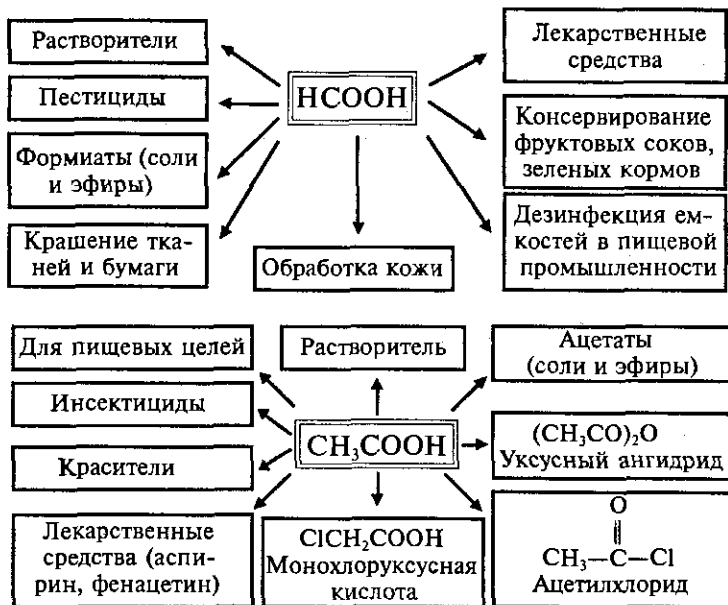 Растворители
Пестициды
Формиаты (соли
и эфиры)
Крашение тка-
ней и бумаги
HCOOH
Обработка кожи
Лекарственные
средства
Консервирование
фруктовых соков,
зеленых кормов
Дезинфекция ем-
костей в пищевой
промышленности
Для пищевых целей
Инсектициды
Красители
Лекарственные
средства (аспи-
рин, фенацетин)
Растворитель
CH₃COOH
ClCH₂COOH
Монохлоруксусная
кислота
Ацетаты
(соли и эфиры)
(CH₃CO)₂O
Уксусный ангидрид
O
CH₃—C—Cl
Ацетилхлорид